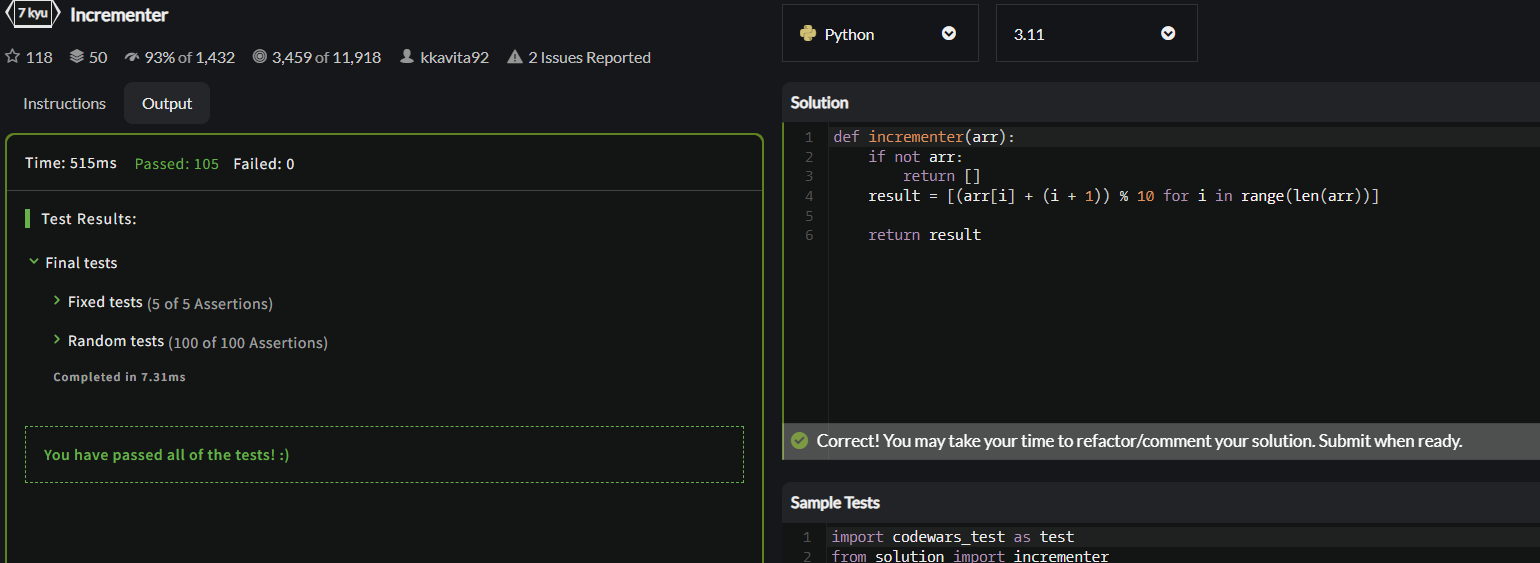 7 kyu Incrementer
118 50 93% of 1,432 3,459 of 11,918 kkavita92 2 Issues Reported
Instructions Output
Time: 515ms Passed: 105 Failed: 0
Test Results:
Final tests
Fixed tests (5 of 5 Assertions)
Random tests (100 of 100 Assertions)
Completed in 7.31ms
You have passed all of the tests! :)
Python 3.11
Solution
1 def incrementer(arr):
2     if not arr:
3         return []
4     result = [(arr[i] + (i + 1)) % 10 for i in range(len(arr))]
5
6     return result
Correct! You may take your time to refactor/comment your solution. Submit when ready.
Sample Tests
1 import codewars_test as test
2 from solution import incrementer